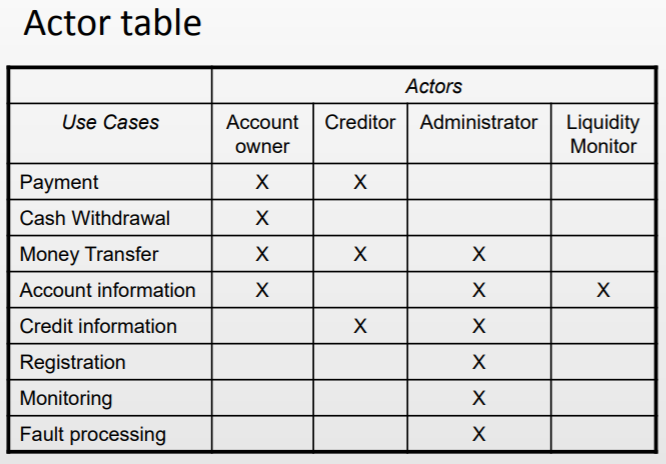 Actor table
Actors
Use Cases Account owner Creditor Administrator Liquidity Monitor
Payment X X
Cash Withdrawal X
Money Transfer X X X
Account information X X X
Credit information X X
Registration X
Monitoring X
Fault processing X